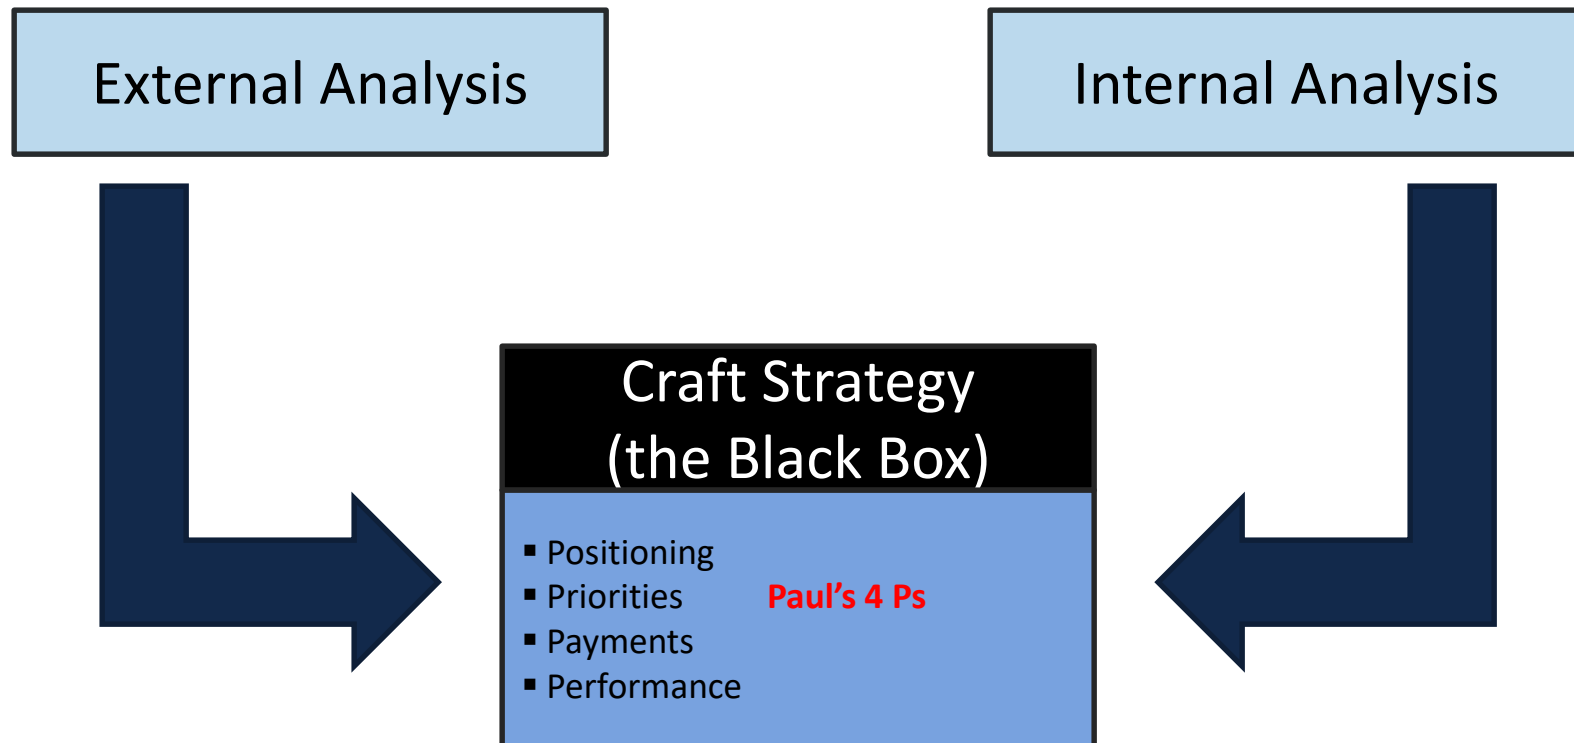 External Analysis
Internal Analysis
Craft Strategy
(the Black Box)
▪ Positioning
▪ Priorities
Paul’s 4 Ps
▪ Payments
▪ Performance